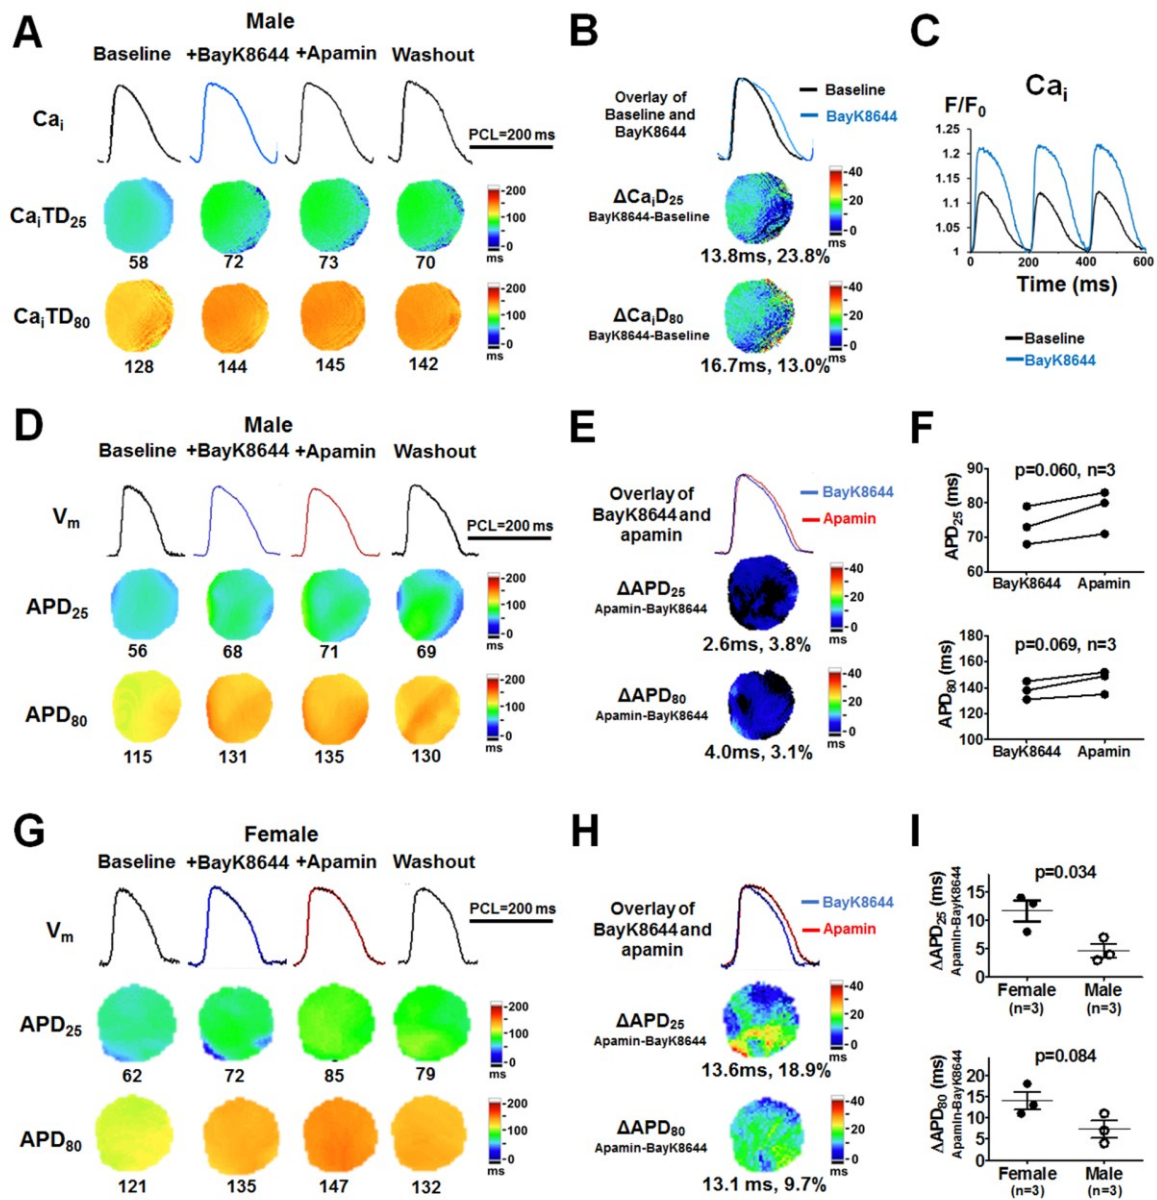 A
Male
Baseline +BayK8644 +Apamin Washout
Cai
PCL=200 ms
CaiTD25
200
100
0
ms
58 72 73 70
CaiTD80
200
100
0
ms
128 144 145 142
B
Overlay of
Baseline and
BayK8644
Baseline
BayK8644
ΔCaiD25
BayK8644-Baseline
40
20
0
ms
13.8ms, 23.8%
ΔCaiD80
BayK8644-Baseline
40
20
0
ms
16.7ms, 13.0%
C
Cai
F/F0
1.25
1.2
1.15
1.1
1.05
1
0 200 400 600
Time (ms)
Baseline
BayK8644
D
Male
Baseline +BayK8644 +Apamin Washout
Vm
PCL=200 ms
APD25
200
100
0
ms
56 68 71 69
APD80
200
100
0
ms
115 131 135 130
E
Overlay of
BayK8644 and
apamin
BayK8644
Apamin
ΔAPD25
Apamin-BayK8644
40
20
0
ms
2.6ms, 3.8%
ΔAPD80
Apamin-BayK8644
40
20
0
ms
4.0ms, 3.1%
F
APD25 (ms)
90
80
70
60
p=0.060, n=3
BayK8644 Apamin
APD80 (ms)
180
160
140
120
100
p=0.069, n=3
BayK8644 Apamin
G
Female
Baseline +BayK8644 +Apamin Washout
Vm
PCL=200 ms
APD25
200
100
0
ms
62 72 85 79
APD80
200
100
0
ms
121 135 147 132
H
Overlay of
BayK8644 and
apamin
BayK8644
Apamin
ΔAPD25
Apamin-BayK8644
40
20
0
ms
13.6ms, 18.9%
ΔAPD80
Apamin-BayK8644
40
20
0
ms
13.1 ms, 9.7%
I
ΔAPD25 (ms)
Apamin-BayK8644
15
10
5
0
p=0.034
Female Male
(n=3) (n=3)
ΔAPD80 (ms)
Apamin-BayK8644
20
15
10
5
0
p=0.084
Female Male
(n=3) (n=3)